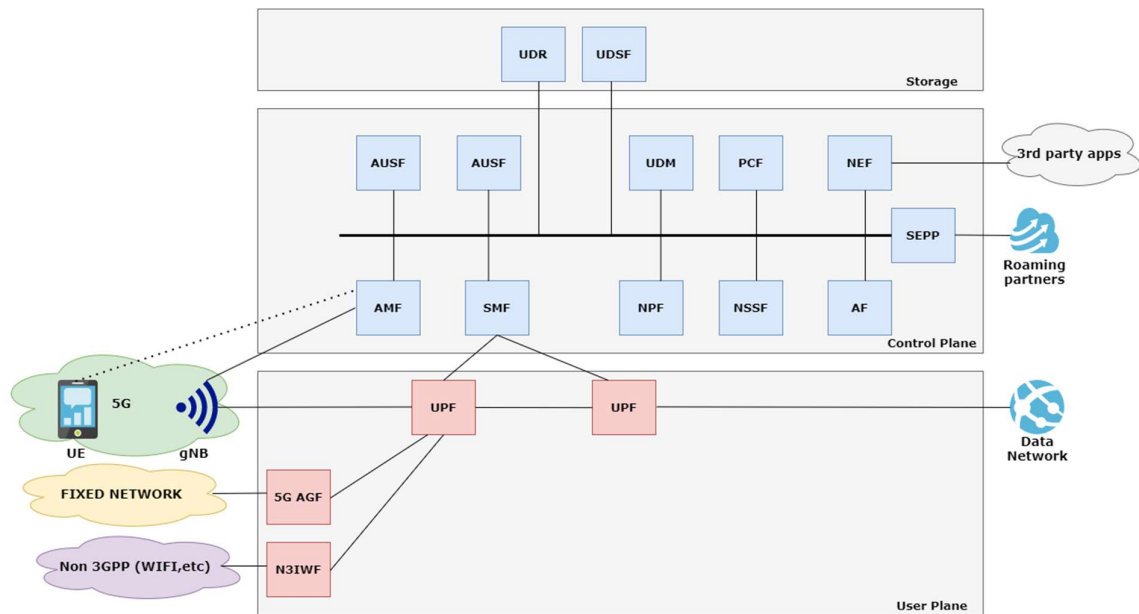 UDR
UDSF
Storage
AUSF
AUSF
UDM
PCF
NEF
3rd party apps
SEPP
Roaming
partners
AMF
SMF
NPF
NSSF
AF
Control Plane
5G
UE
gNB
UPF
UPF
Data
Network
FIXED NETWORK
5G AGF
Non 3GPP (WIFI,etc)
N3IWF
User Plane